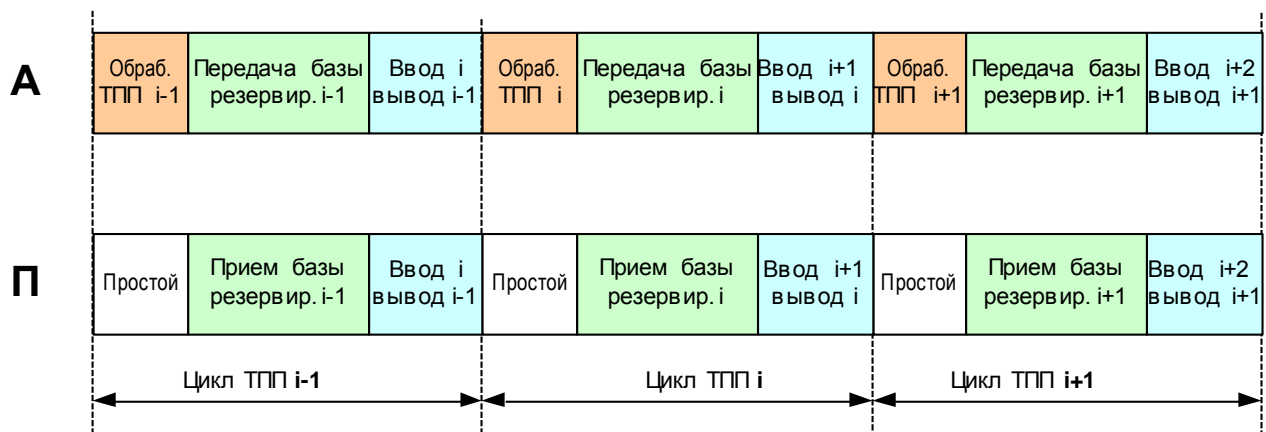 А
Обраб.
ТПП i-1
Передача базы
резервир. i-1
Ввод i
вывод i-1
Обраб.
ТПП i
Передача базы
резервир. i
Ввод i+1
вывод i
Обраб.
ТПП i+1
Передача базы
резервир. i+1
Ввод i+2
вывод i+1
П
Простой
Прием базы
резервир. i-1
Ввод i
вывод i-1
Простой
Прием базы
резервир. i
Ввод i+1
вывод i
Простой
Прием базы
резервир. i+1
Ввод i+2
вывод i+1
Цикл ТПП i-1
Цикл ТПП i
Цикл ТПП i+1